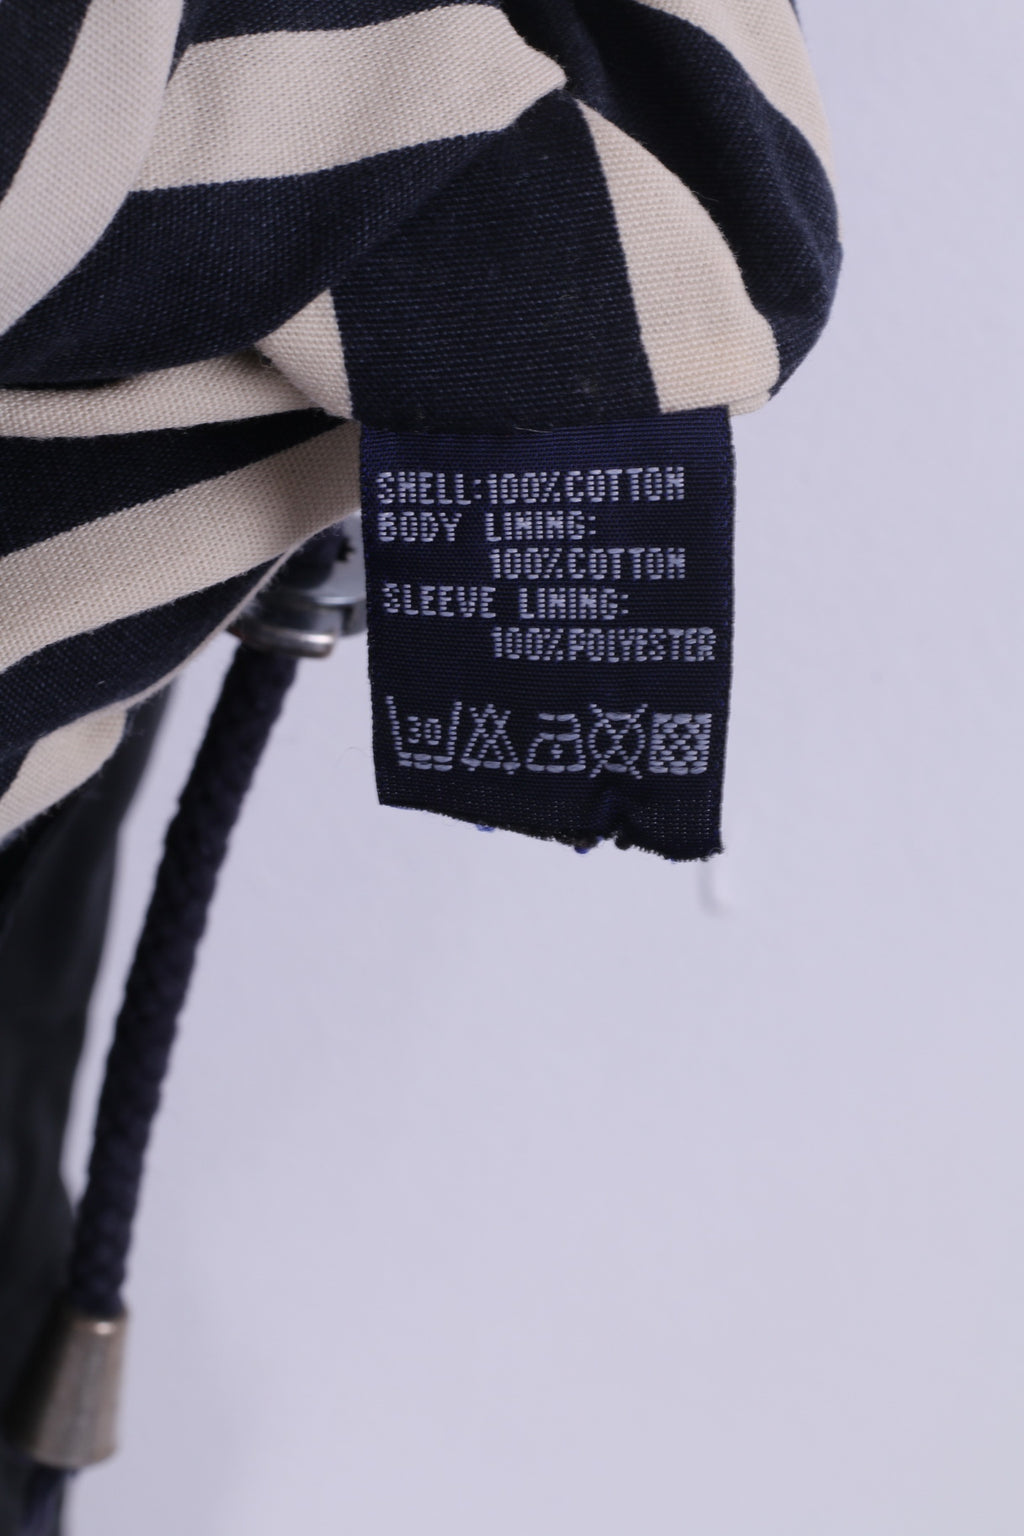 SHELL:100%COTTON
BODY LINING:
100%COTTON
SLEEVE LINING:
100%POLYESTER
30